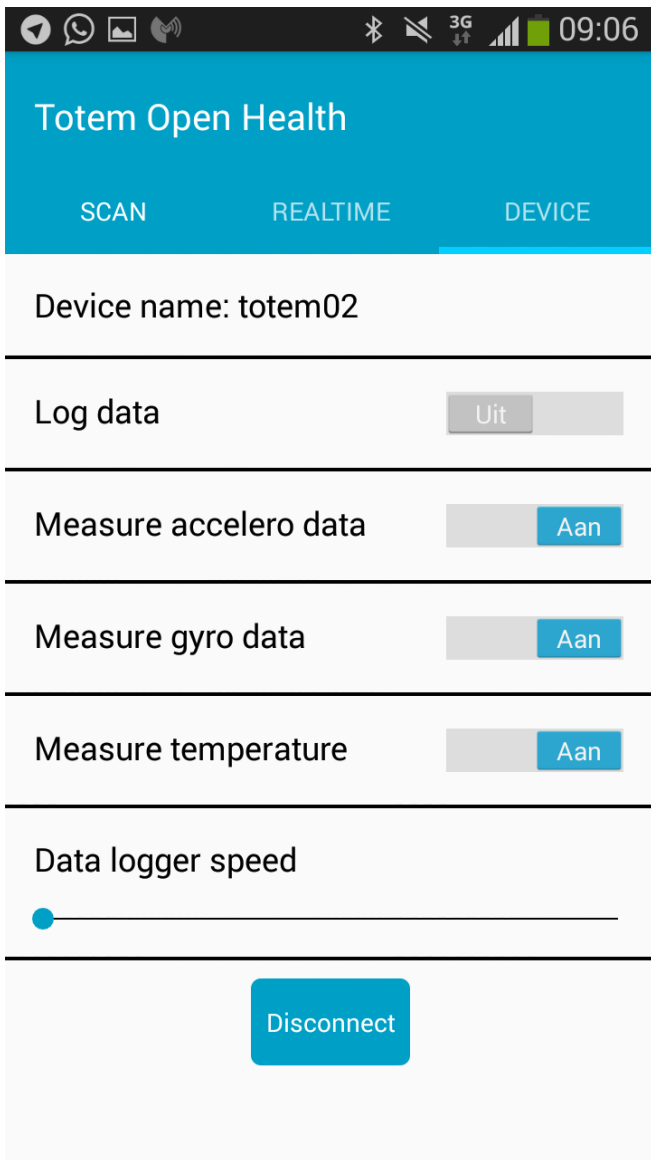 3G 09:06
Totem Open Health
SCAN REALTIME DEVICE
Device name: totem02
Log data Uit
Measure accelero data Aan
Measure gyro data Aan
Measure temperature Aan
Data logger speed
Disconnect